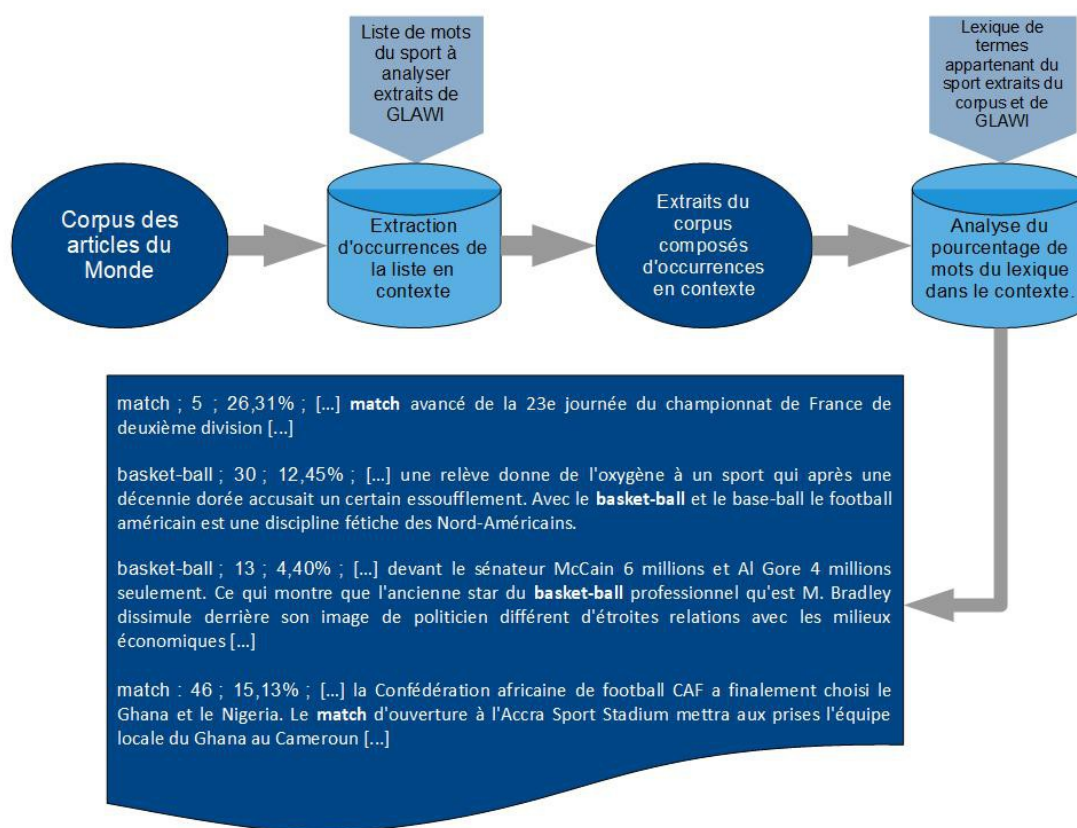 Liste de mots
du sport à
analyser
extraits de
GLAWI
Lexique de
termes
appartenant du
sport extraits du
corpus et de
GLAWI
Corpus des
articles du
Monde
Extraction
d'occurrences de
la liste en
contexte
Extraits du
corpus
composés
d'occurrences
en contexte
Analyse du
pourcentage de
mots du lexique
dans le contexte.
match ; 5 ; 26,31% ; [...] match avancé de la 23e journée du championnat de France de
deuxième division [...]
basket-ball ; 30 ; 12,45% ; [...] une relève donne de l'oxygène à un sport qui après une
décennie dorée accusait un certain essoufflement. Avec le basket-ball et le base-ball le football
américain est une discipline fétiche des Nord-Américains.
basket-ball ; 13 ; 4,40% ; [...] devant le sénateur McCain 6 millions et Al Gore 4 millions
seulement. Ce qui montre que l'ancienne star du basket-ball professionnel qu'est M. Bradley
dissimule derrière son image de politicien différent d'étroites relations avec les milieux
économiques [...]
match : 46 ; 15,13% ; [...] la Confédération africaine de football CAF a finalement choisi le
Ghana et le Nigeria. Le match d'ouverture à l'Accra Sport Stadium mettra aux prises l'équipe
locale du Ghana au Cameroun [...]